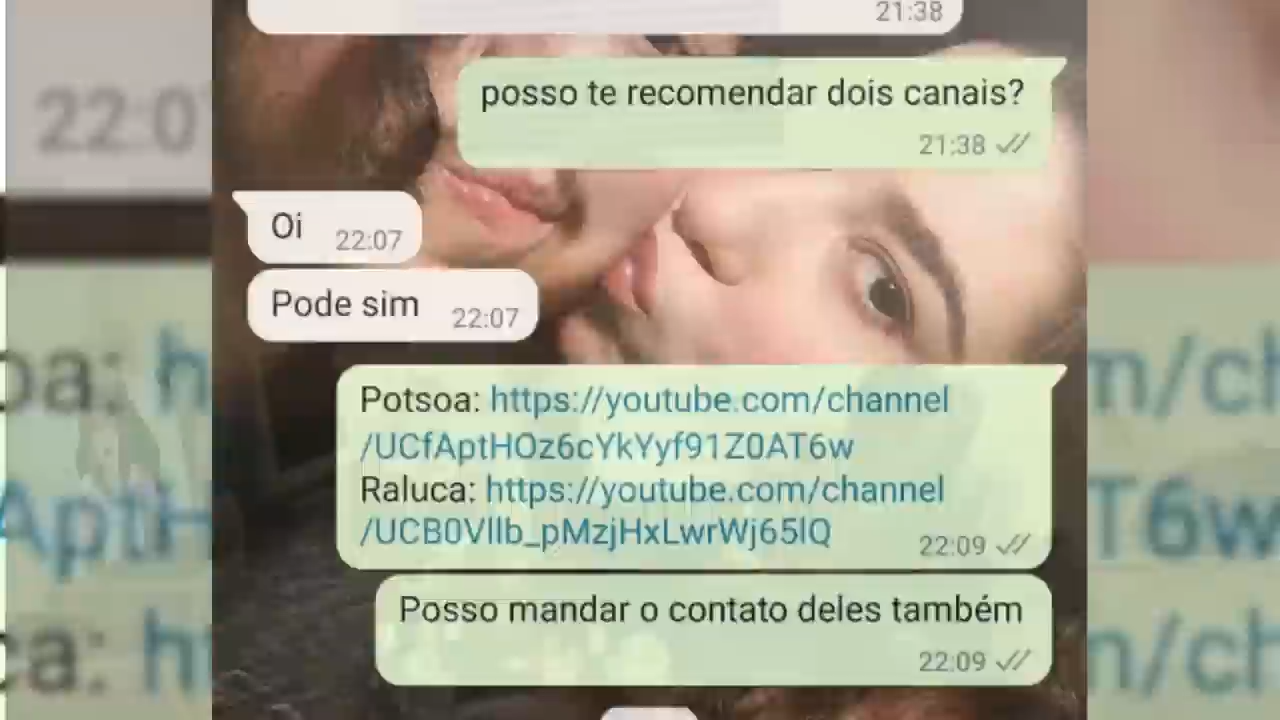 21:38
posso te recomendar dois canais?
21:38
Oi 22:07
Pode sim 22:07
Potsoa: https://youtube.com/channel
/UCfAptHOz6cYkYyf91Z0AT6w
Raluca: https://youtube.com/channel
/UCB0Vllb_pMzjHxLwrWj65lQ 22:09
Posso mandar o contato deles também
22:09